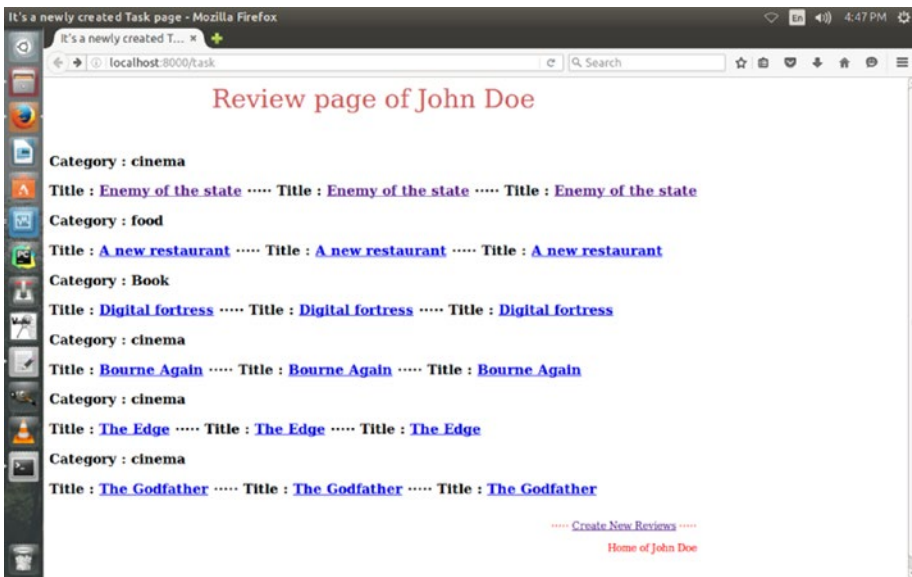 It's a newly created Task page - Mozilla Firefox
En 4:47 PM
It's a newly created T... ×
localhost:8000/task Search
Review page of John Doe
Category : cinema
Title : Enemy of the state ····· Title : Enemy of the state ····· Title : Enemy of the state
Category : food
Title : A new restaurant ····· Title : A new restaurant ····· Title : A new restaurant
Category : Book
Title : Digital fortress ····· Title : Digital fortress ····· Title : Digital fortress
Category : cinema
Title : Bourne Again ····· Title : Bourne Again ····· Title : Bourne Again
Category : cinema
Title : The Edge ····· Title : The Edge ····· Title : The Edge
Category : cinema
Title : The Godfather ····· Title : The Godfather ····· Title : The Godfather
····· Create New Reviews ·····
Home of John Doe